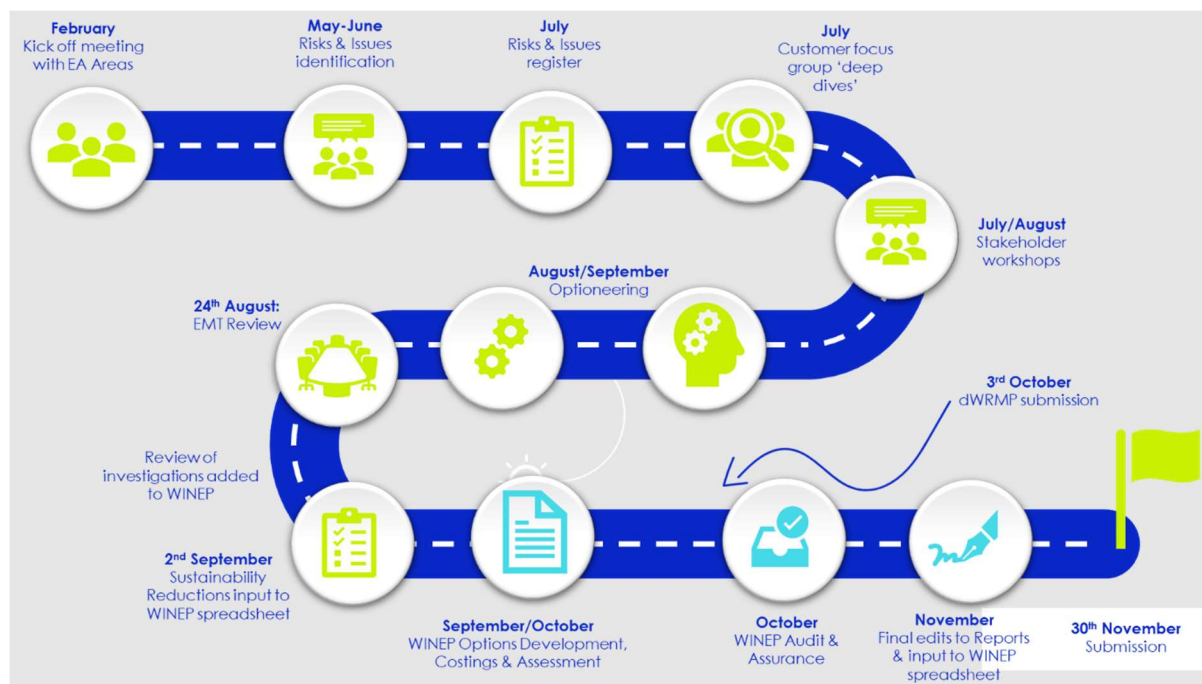 February
Kick off meeting
with EA Areas
May-June
Risks & Issues
identification
July
Risks & Issues
register
July
Customer focus
group ‘deep
dives’
July/August
Stakeholder
workshops
August/September
Optioneering
24th August:
EMT Review
3rd October
dWRMP submission
Review of
investigations added
to WINEP
2nd September
Sustainability
Reductions input to
WINEP spreadsheet
September/October
WINEP Options Development,
Costings & Assessment
October
WINEP Audit &
Assurance
November
Final edits to Reports
& input to WINEP
spreadsheet
30th November
Submission